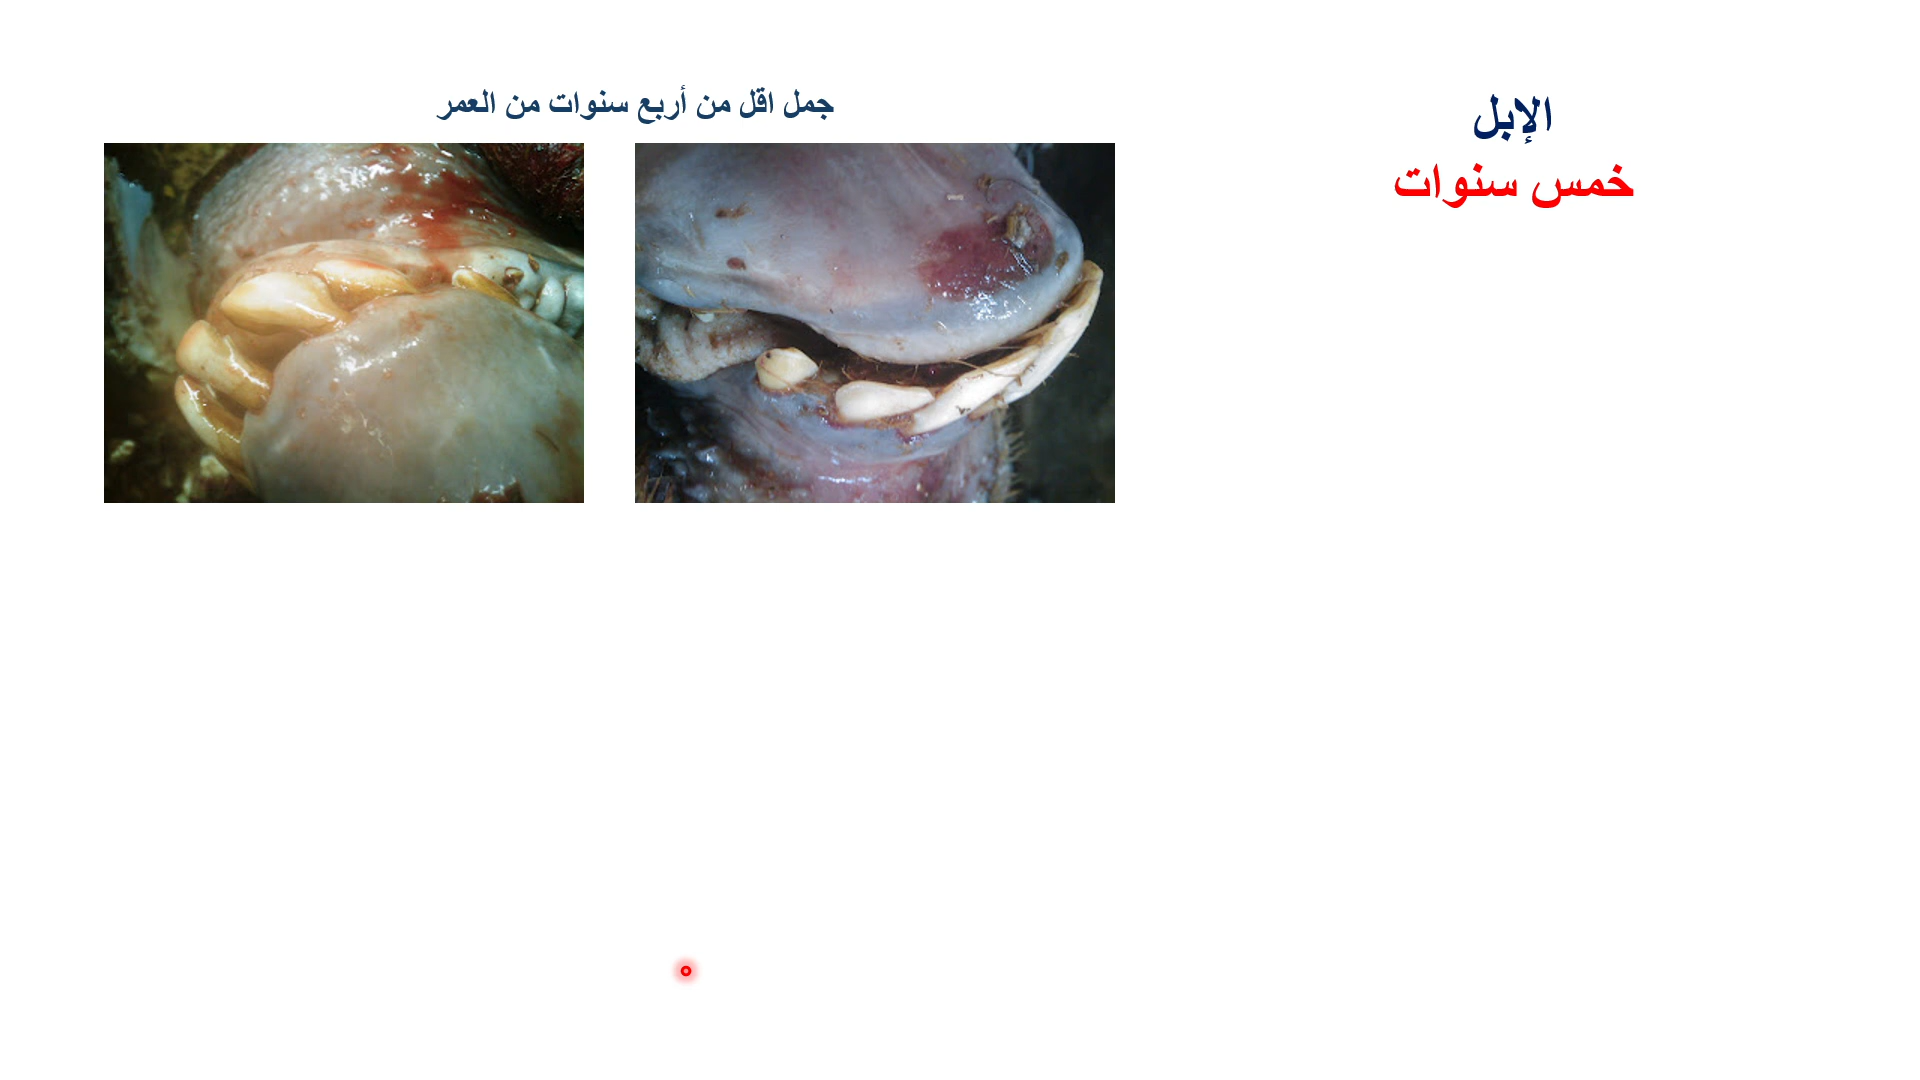 الإبل
خمس سنوات
جمل اقل من أربع سنوات من العمر